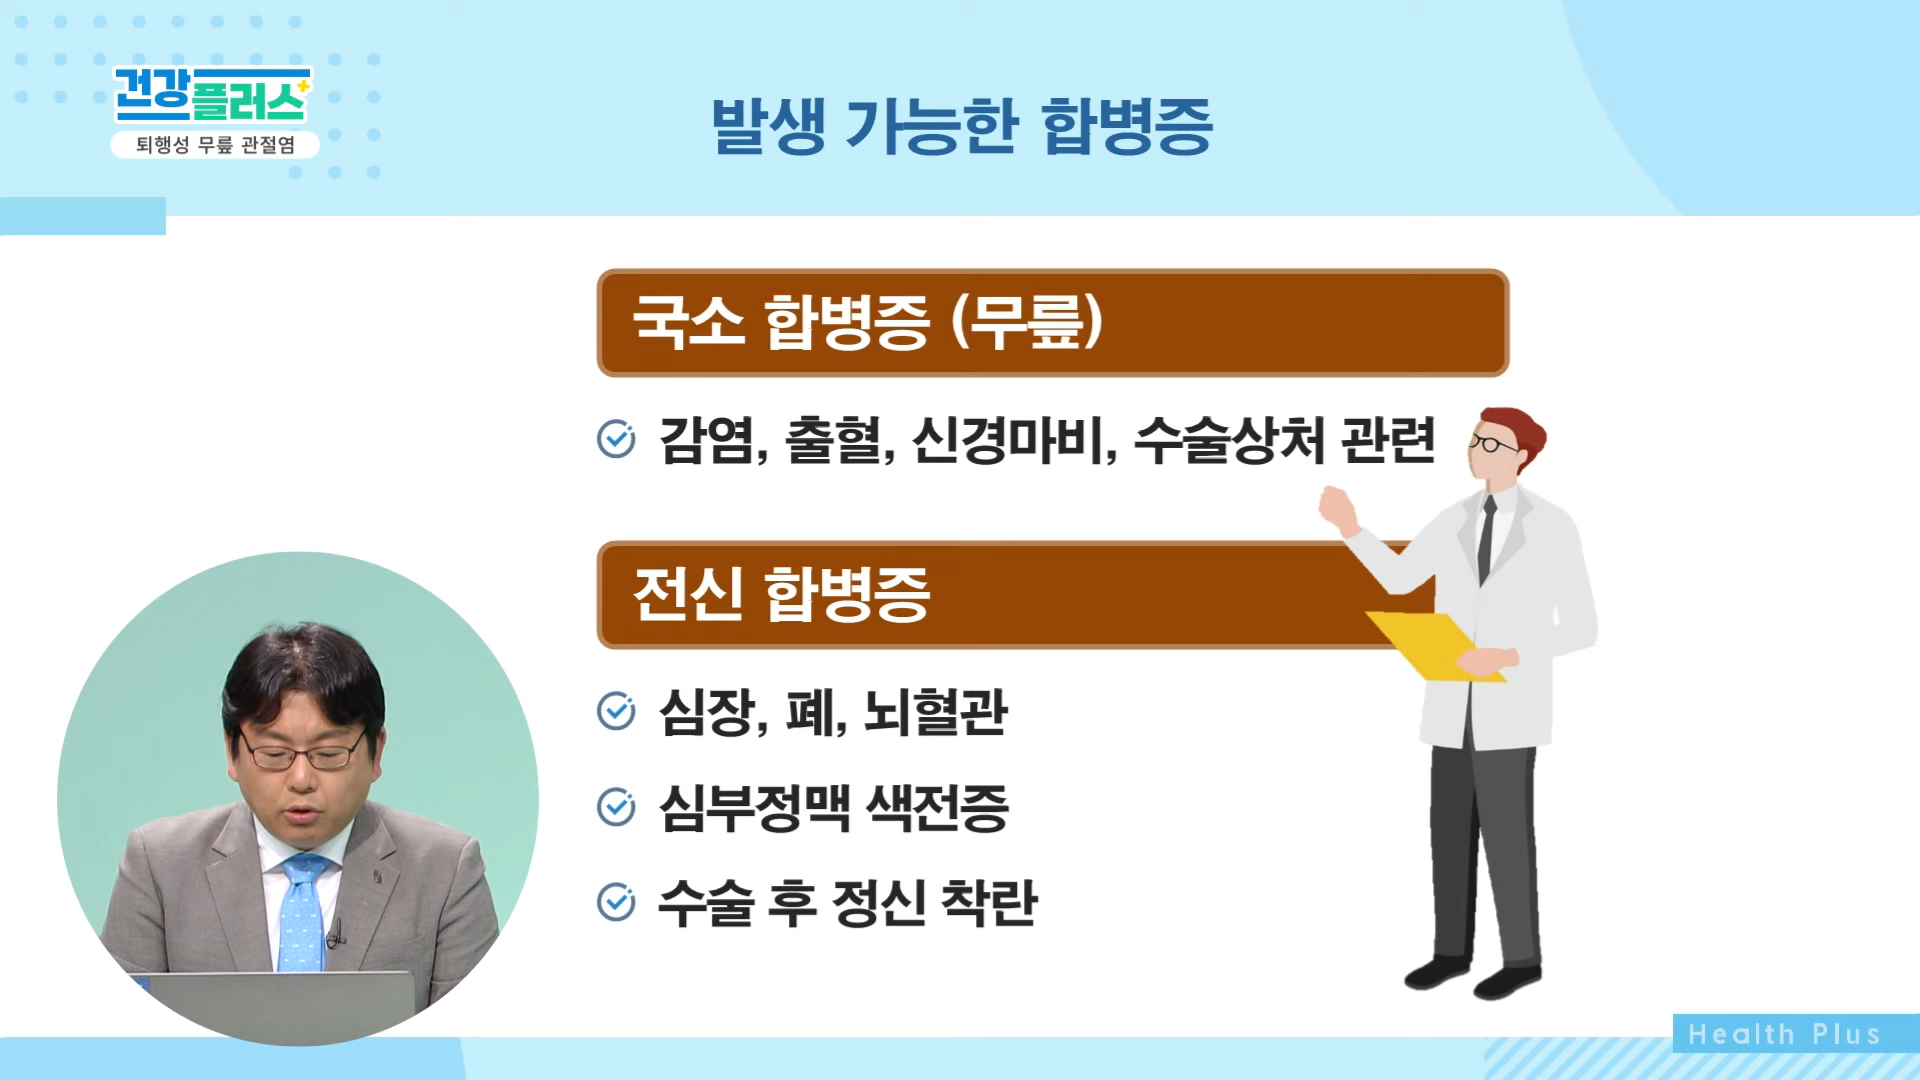 건강
플러스+
퇴행성 무릎 관절염
발생 가능한 합병증
국소 합병증 (무릎)
감염, 출혈, 신경마비, 수술상처 관련
전신 합병증
심장, 폐, 뇌혈관
심부정맥 색전증
수술 후 정신 착란
Health Plus